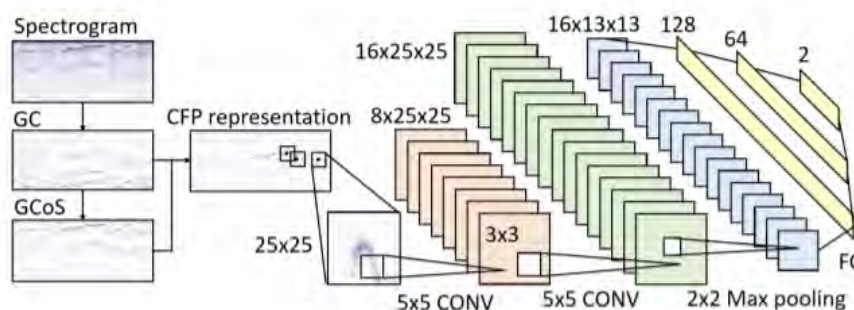 Spectrogram
GC
GCoS
CFP representation
25x25
8x25x25
16x25x25
16x13x13
128
64
2
3x3
5x5 CONV
5x5 CONV
2x2 Max pooling